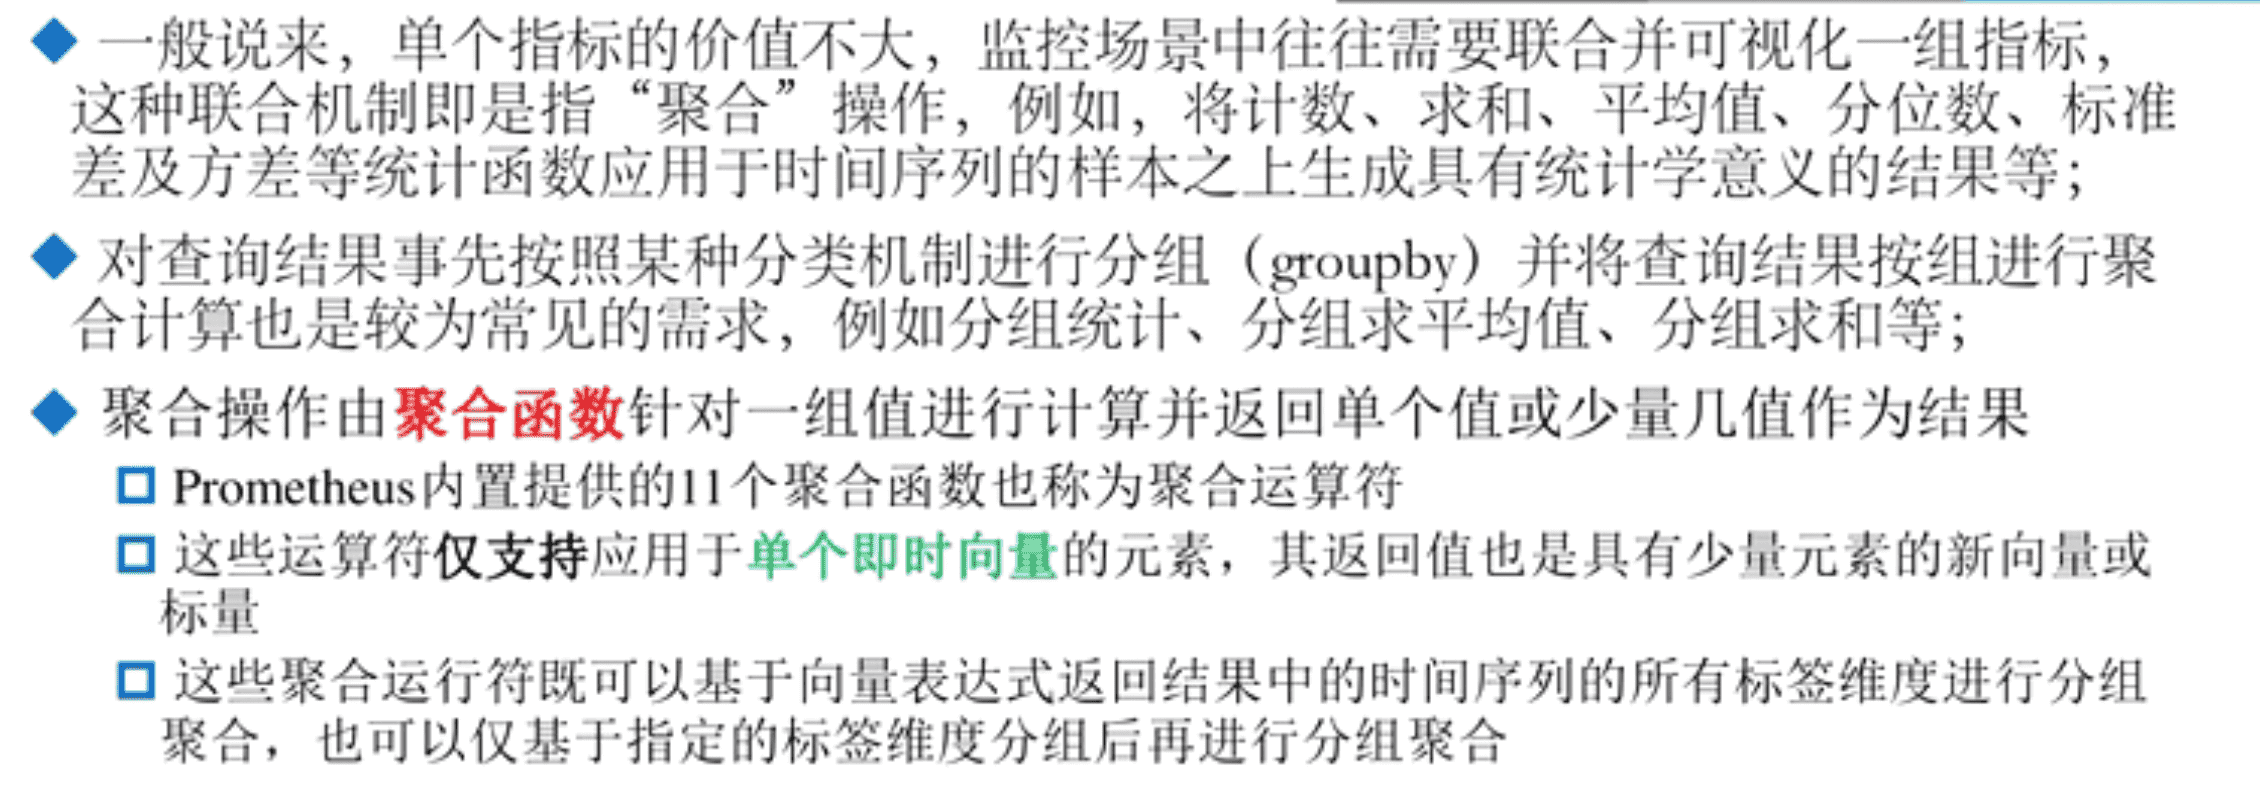 一般说来，单个指标的价值不大，监控场景中往往需要联合并可视化一组指标，
这种联合机制即是指“聚合”操作，例如，将计数、求和、平均值、分位数、标准
差及方差等统计函数应用于时间序列的样本之上生成具有统计学意义的结果等；
对查询结果事先按照某种分类机制进行分组（groupby）并将查询结果按组进行聚
合计算也是较为常见的需求，例如分组统计、分组求平均值、分组求和等；
聚合操作由聚合函数针对一组值进行计算并返回单个值或少量几值作为结果
Prometheus内置提供的11个聚合函数也称为聚合运算符
这些运算符仅支持应用于单个即时向量的元素，其返回值也是具有少量元素的新向量或
标量
这些聚合运行符既可以基于向量表达式返回结果中的时间序列的所有标签维度进行分组
聚合，也可以仅基于指定的标签维度分组后再进行分组聚合